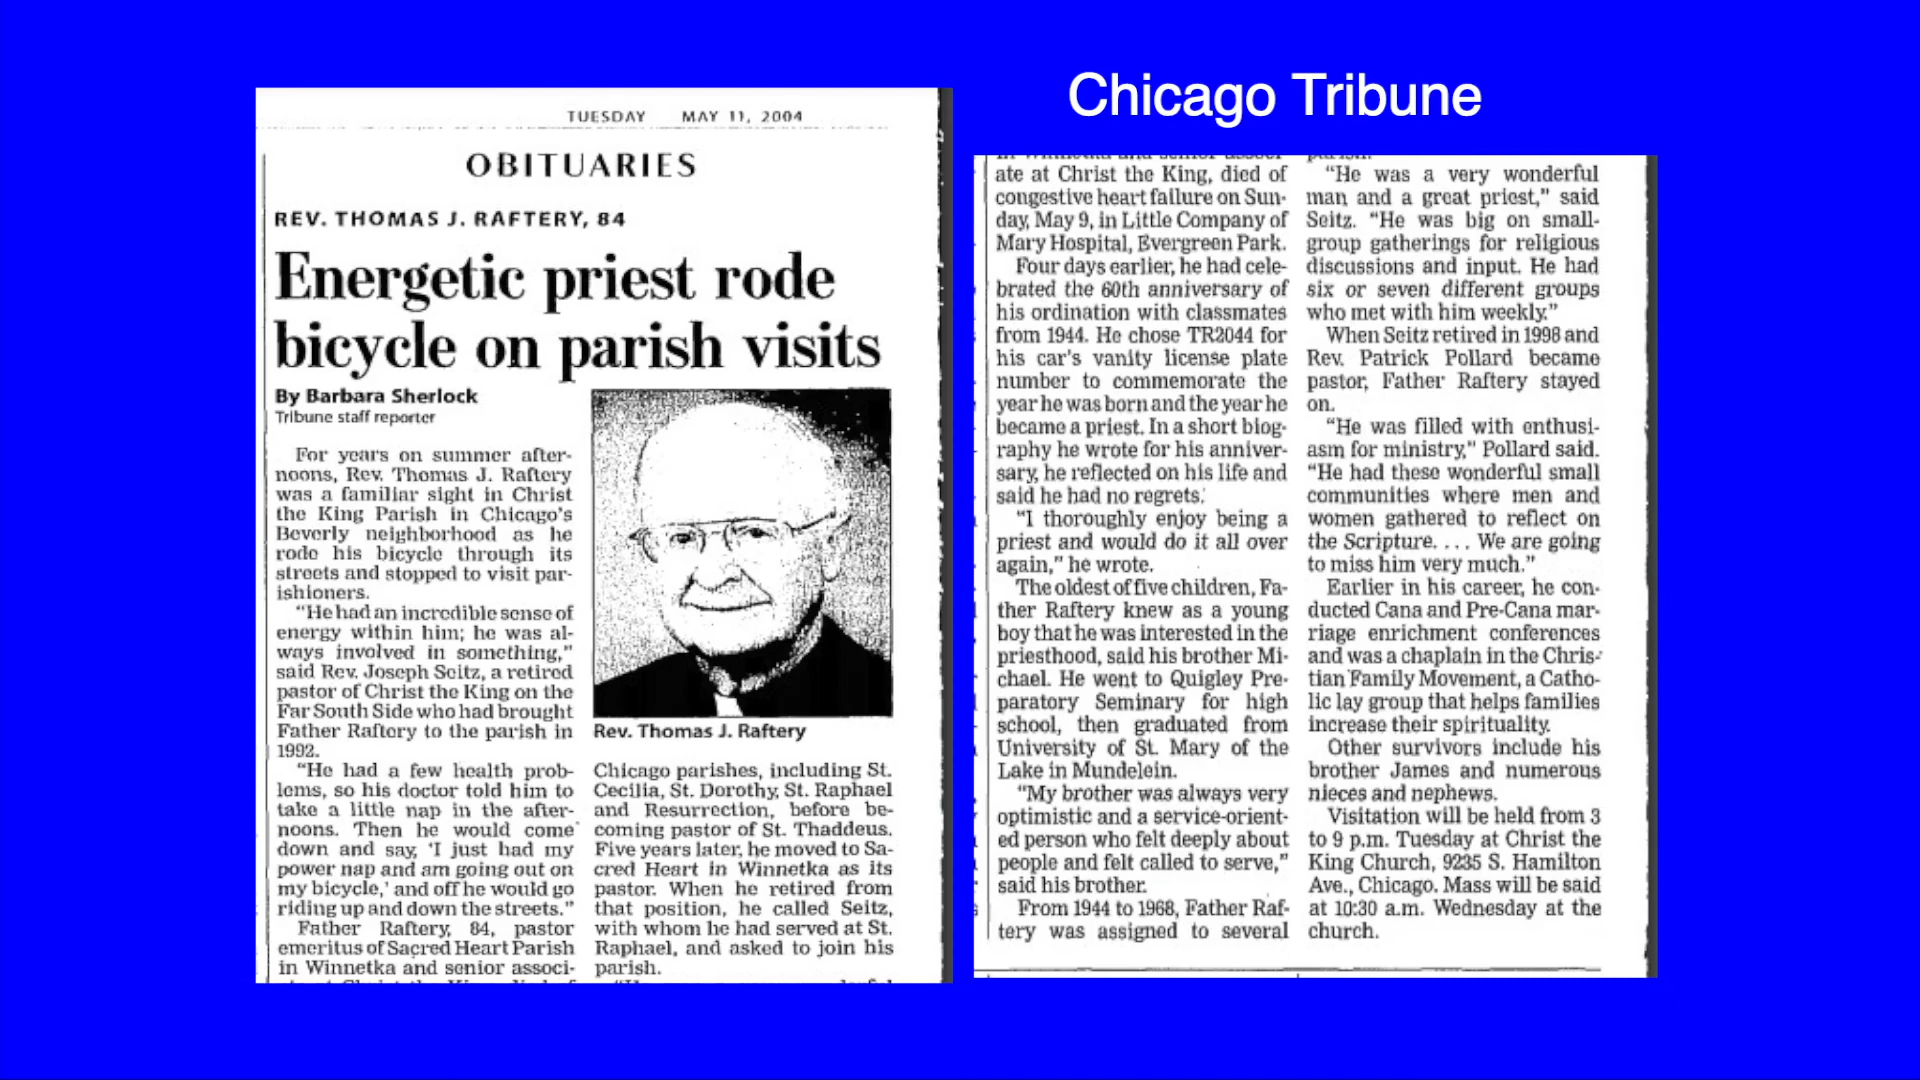 Chicago Tribune
TUESDAY MAY 11, 2004
OBITUARIES
REV. THOMAS J. RAFTERY, 84
Energetic priest rode
bicycle on parish visits
By Barbara Sherlock
Tribune staff reporter
For years on summer after-
noons, Rev. Thomas J. Raftery
was a familiar sight in Christ
the King Parish in Chicago's
Beverly neighborhood as he
rode his bicycle through its
streets and stopped to visit par-
ishioners.
"He had an incredible sense of
energy within him; he was al-
ways involved in something,"
said Rev. Joseph Seitz, a retired
pastor of Christ the King on the
Far South Side who had brought
Father Raftery to the parish in
1992.
"He had a few health prob-
lems, so his doctor told him to
take a little nap in the after-
noons. Then he would come
down and say, 'I just had my
power nap and am going out on
my bicycle,' and off he would go
riding up and down the streets."
Father Raftery, 84, pastor
emeritus of Sacred Heart Parish
in Winnetka and senior associ-
Rev. Thomas J. Raftery
Chicago parishes, including St.
Cecilia, St. Dorothy, St. Raphael
and Resurrection, before be-
coming pastor of St. Thaddeus.
Five years later, he moved to Sa-
cred Heart in Winnetka as its
pastor. When he retired from
that position, he called Seitz,
with whom he had served at St.
Raphael, and asked to join his
parish.
ate at Christ the King, died of
congestive heart failure on Sun-
day, May 9, in Little Company of
Mary Hospital, Evergreen Park.
Four days earlier, he had cele-
brated the 60th anniversary of
his ordination with classmates
from 1944. He chose TR2044 for
his car's vanity license plate
number to commemorate the
year he was born and the year he
became a priest. In a short biog-
raphy he wrote for his anniver-
sary, he reflected on his life and
said he had no regrets.
"I thoroughly enjoy being a
priest and would do it all over
again," he wrote.
The oldest of five children, Fa-
ther Raftery knew as a young
boy that he was interested in the
priesthood, said his brother Mi-
chael. He went to Quigley Pre-
paratory Seminary for high
school, then graduated from
University of St. Mary of the
Lake in Mundelein.
"My brother was always very
optimistic and a service-orient-
ed person who felt deeply about
people and felt called to serve,"
said his brother.
From 1944 to 1968, Father Raf-
tery was assigned to several
"He was a very wonderful
man and a great priest," said
Seitz. "He was big on small-
group gatherings for religious
discussions and input. He had
six or seven different groups
who met with him weekly."
When Seitz retired in 1998 and
Rev. Patrick Pollard became
pastor, Father Raftery stayed
on.
"He was filled with enthusi-
asm for ministry," Pollard said.
"He had these wonderful small
communities where men and
women gathered to reflect on
the Scripture. . . . We are going
to miss him very much."
Earlier in his career, he con-
ducted Cana and Pre-Cana mar-
riage enrichment conferences
and was a chaplain in the Chris-
tian Family Movement, a Catho-
lic lay group that helps families
increase their spirituality.
Other survivors include his
brother James and numerous
nieces and nephews.
Visitation will be held from 3
to 9 p.m. Tuesday at Christ the
King Church, 9235 S. Hamilton
Ave., Chicago. Mass will be said
at 10:30 a.m. Wednesday at the
church.